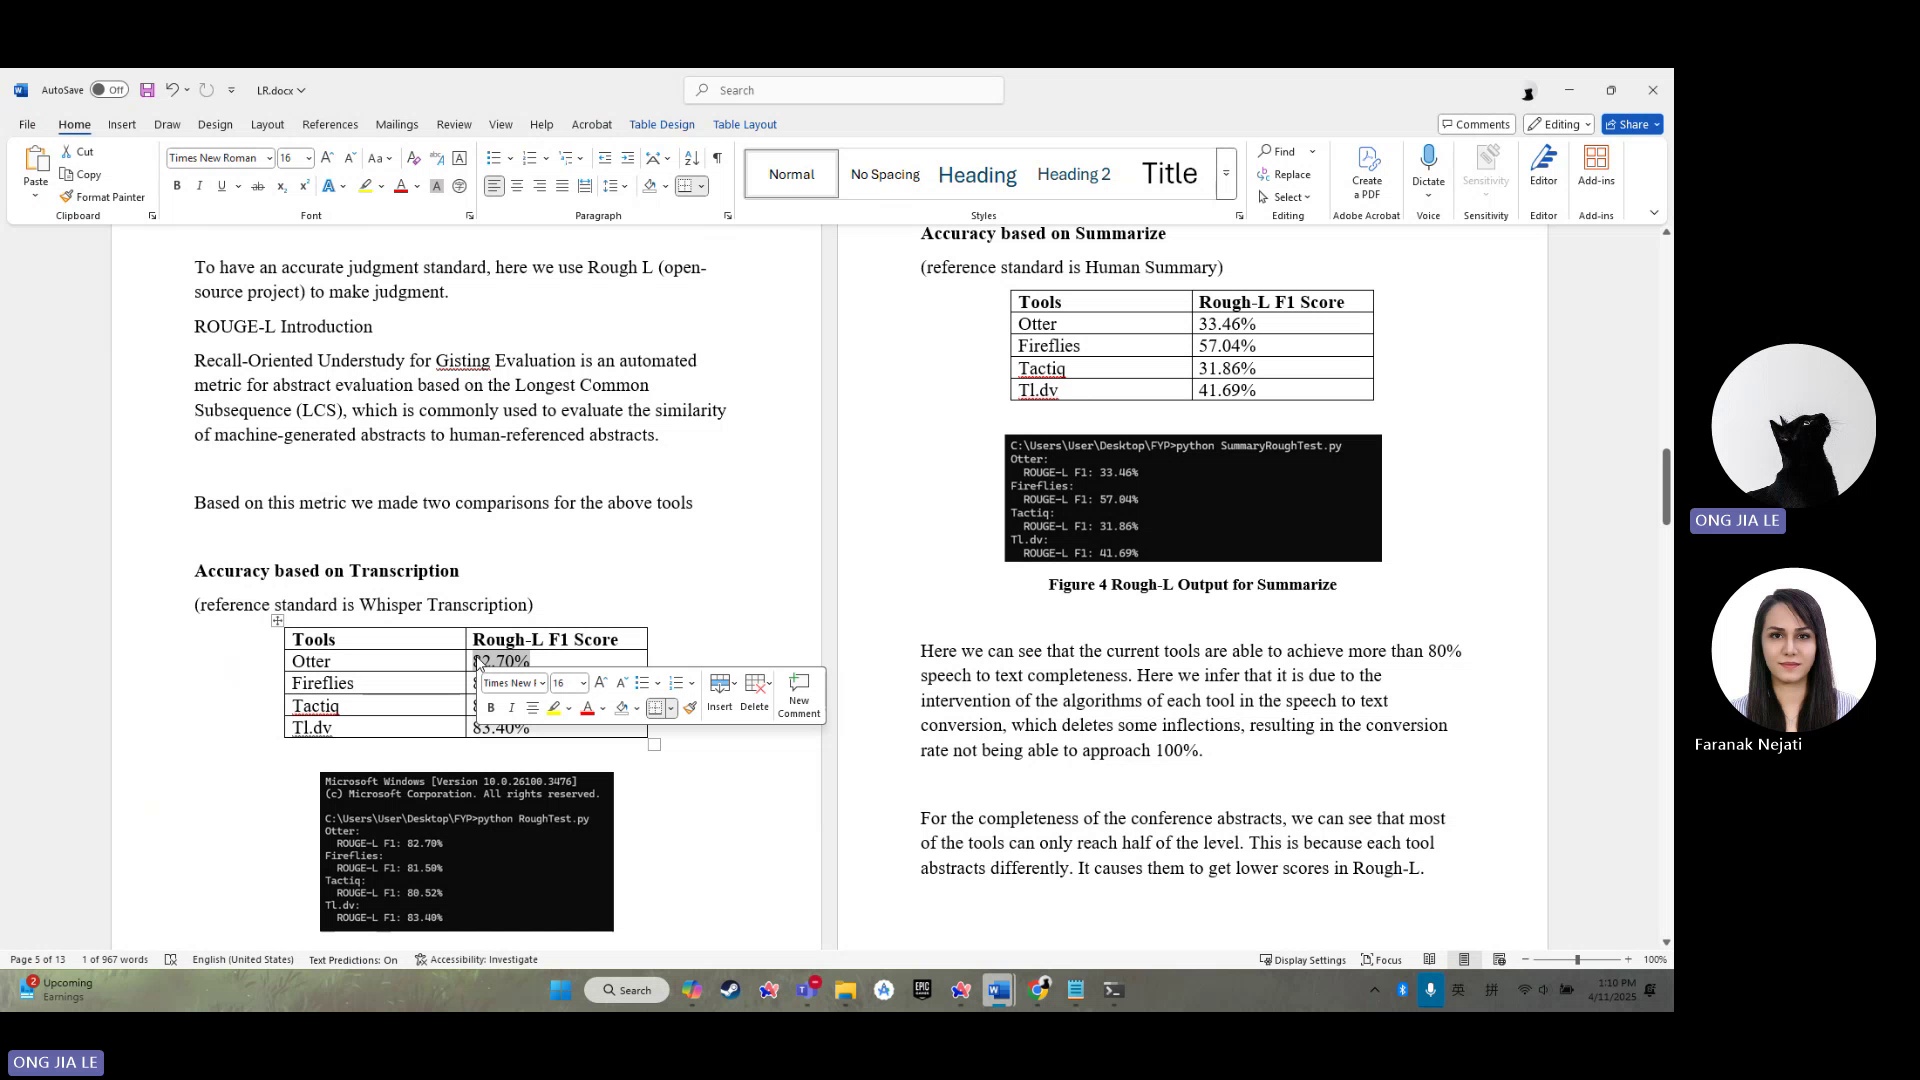 AutoSave
Off
LR.docx
Search
File
Home
Insert
Draw
Design
Layout
References
Mailings
Review
View
Help
Acrobat
Table Design
Table Layout
Comments
Editing
Share
Paste
Cut
Copy
Format Painter
Clipboard
Times New Roman
16
Font
Paragraph
Normal
No Spacing
Heading
Heading 2
Title
Styles
Find
Replace
Select
Editing
Create
a PDF
Adobe Acrobat
Dictate
Voice
Sensitivity
Sensitivity
Editor
Editor
Add-ins
Add-ins
To have an accurate judgment standard, here we use Rough L (open-
source project) to make judgment.
ROUGE-L Introduction
Recall-Oriented Understudy for Gisting Evaluation is an automated
metric for abstract evaluation based on the Longest Common
Subsequence (LCS), which is commonly used to evaluate the similarity
of machine-generated abstracts to human-referenced abstracts.
Based on this metric we made two comparisons for the above tools
Accuracy based on Transcription
(reference standard is Whisper Transcription)
Tools Rough-L F1 Score
Otter 82.70%
Fireflies
Tactiq
Tl.dv 83.40%
Times New
16
Insert
Delete
New
Comment
Microsoft Windows [Version 10.0.26100.3476]
(c) Microsoft Corporation. All rights reserved.
C:\Users\User\Desktop\FYP>python RoughTest.py
Otter:
ROUGE-L F1: 82.70%
Fireflies:
ROUGE-L F1: 81.50%
Tactiq:
ROUGE-L F1: 80.52%
Tl.dv:
ROUGE-L F1: 83.40%
Accuracy based on Summarize
(reference standard is Human Summary)
Tools Rough-L F1 Score
Otter 33.46%
Fireflies 57.04%
Tactiq 31.86%
Tl.dv 41.69%
C:\Users\User\Desktop\FYP>python SummaryRoughTest.py
Otter:
ROUGE-L F1: 33.46%
Fireflies:
ROUGE-L F1: 57.04%
Tactiq:
ROUGE-L F1: 31.86%
Tl.dv:
ROUGE-L F1: 41.69%
Figure 4 Rough-L Output for Summarize
Here we can see that the current tools are able to achieve more than 80%
speech to text completeness. Here we infer that it is due to the
intervention of the algorithms of each tool in the speech to text
conversion, which deletes some inflections, resulting in the conversion
rate not being able to approach 100%.
For the completeness of the conference abstracts, we can see that most
of the tools can only reach half of the level. This is because each tool
abstracts differently. It causes them to get lower scores in Rough-L.
Page 5 of 13
1 of 967 words
English (United States)
Text Predictions: On
Accessibility: Investigate
Display Settings
Focus
100%
2
Upcoming
Earnings
Search
EPIC
英
拼
1:10 PM
4/11/2025
ONG JIA LE
Faranak Nejati
ONG JIA LE